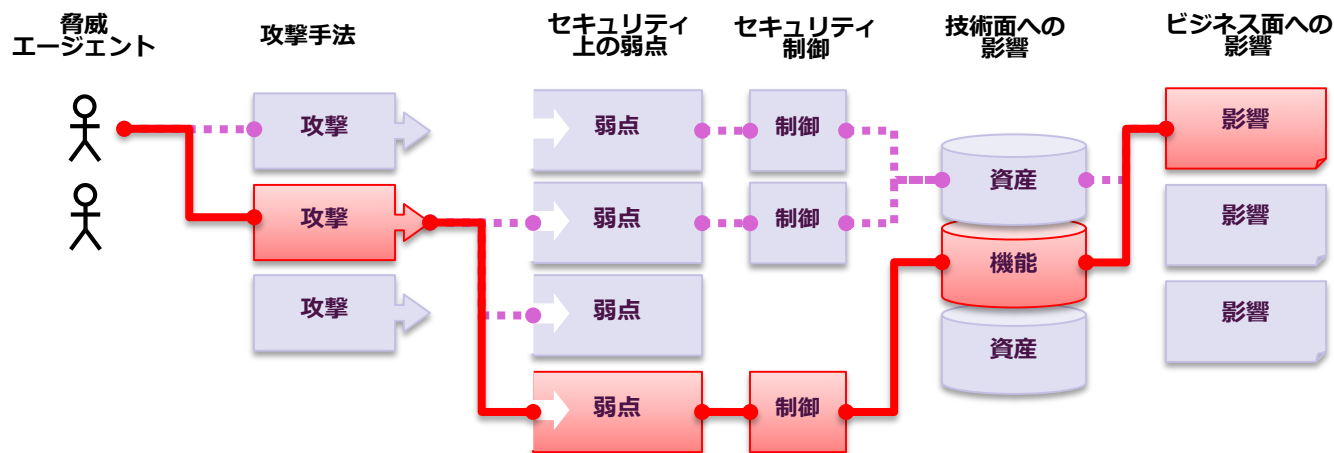 脅威
エージェント
攻撃手法
セキュリティ
上の弱点
セキュリティ
制御
技術面への
影響
ビジネス面への
影響
攻撃
弱点
制御
資産
影響
攻撃
弱点
制御
機能
影響
攻撃
弱点
資産
影響
弱点
制御